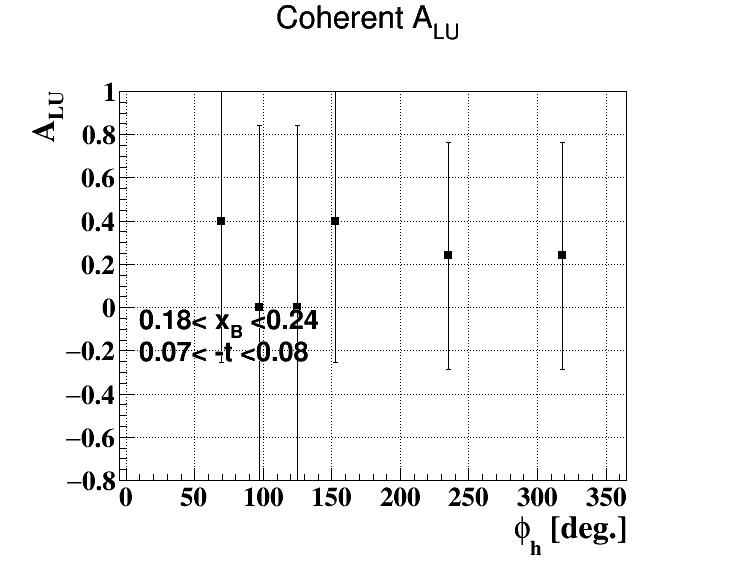 Coherent A_LU
A_LU
1
0.8
0.6
0.4
0.2
0
−0.2
−0.4
−0.6
−0.8
0.18< x_B <0.24
0.07< -t <0.08
0 50 100 150 200 250 300 350
ϕ_h [deg.]